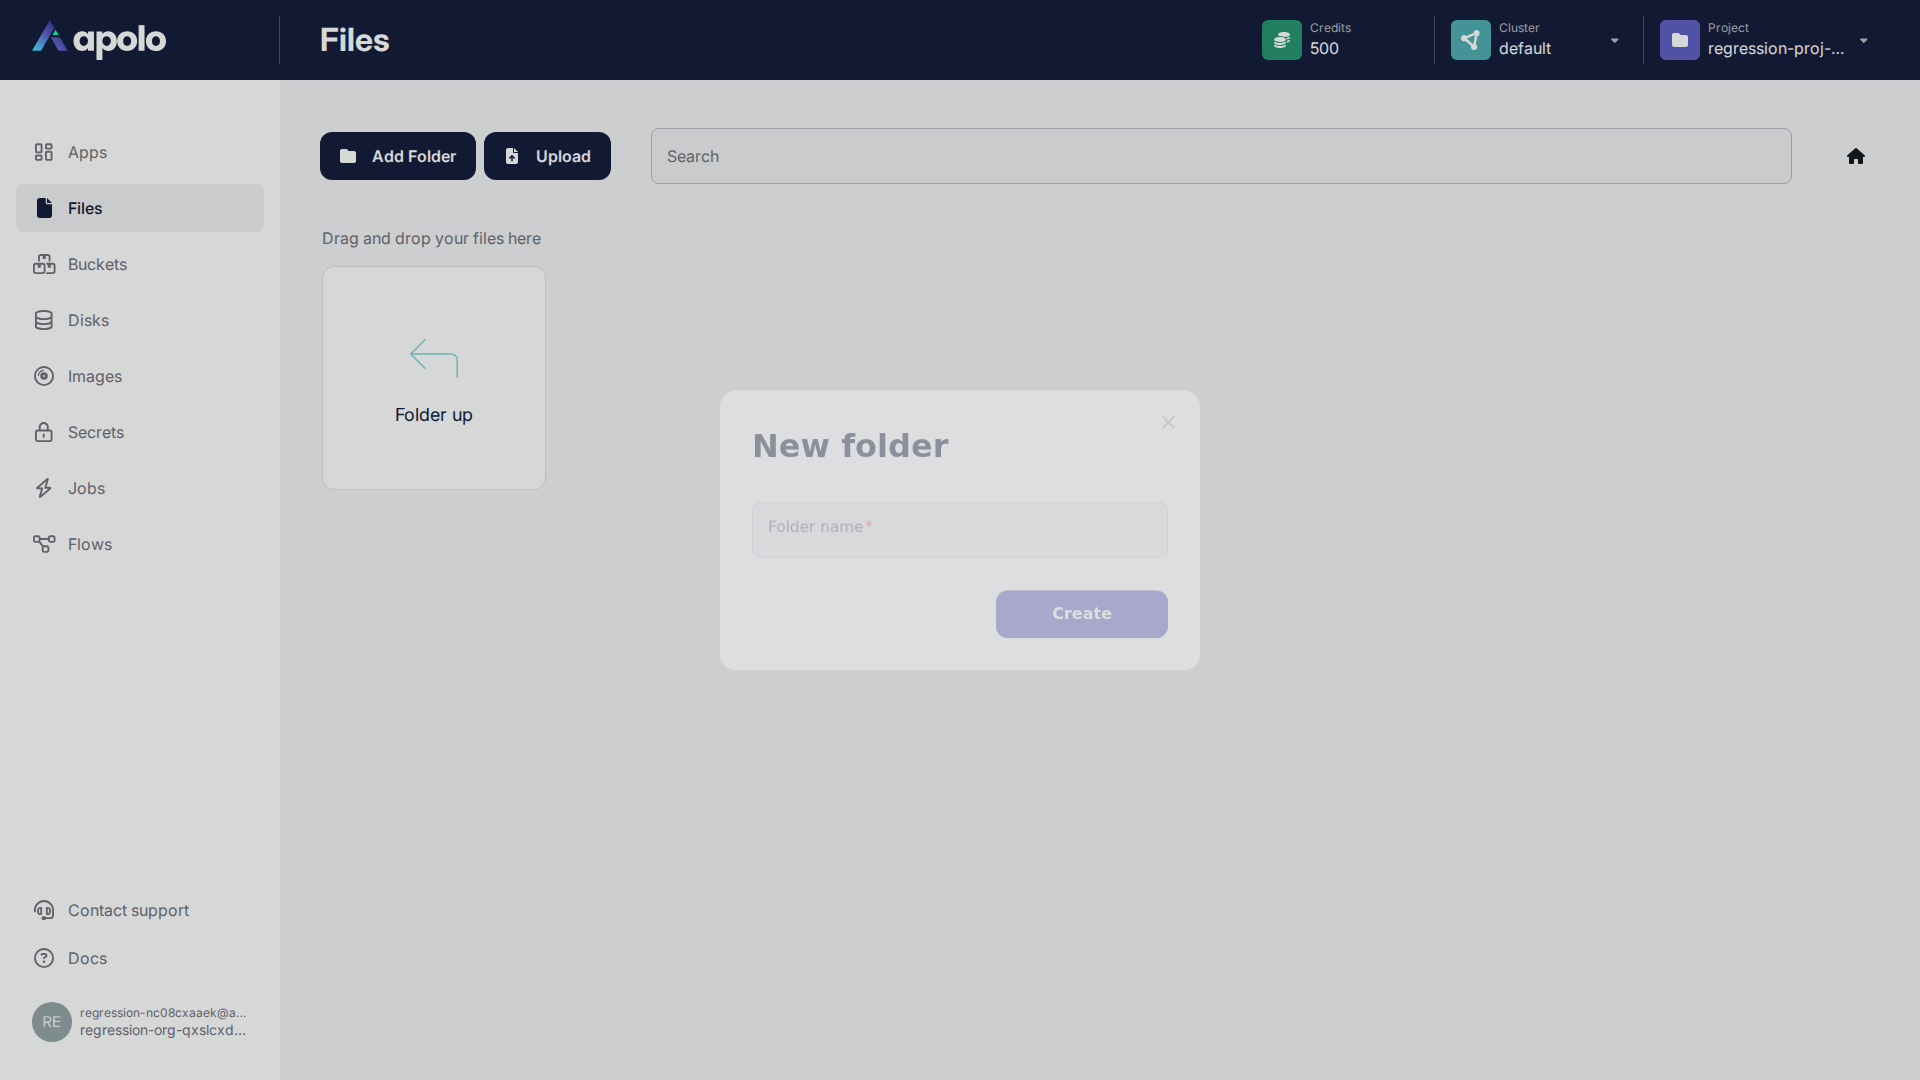 apolo
Files
Credits
500
Cluster
default
Project
regression-proj-...
Apps
Files
Buckets
Disks
Images
Secrets
Jobs
Flows
Contact support
Docs
RE
regression-nc08cxaaek@a...
regression-org-qxslcxd...
Add Folder
Upload
Search
Drag and drop your files here
Folder up
New folder
Folder name*
Create